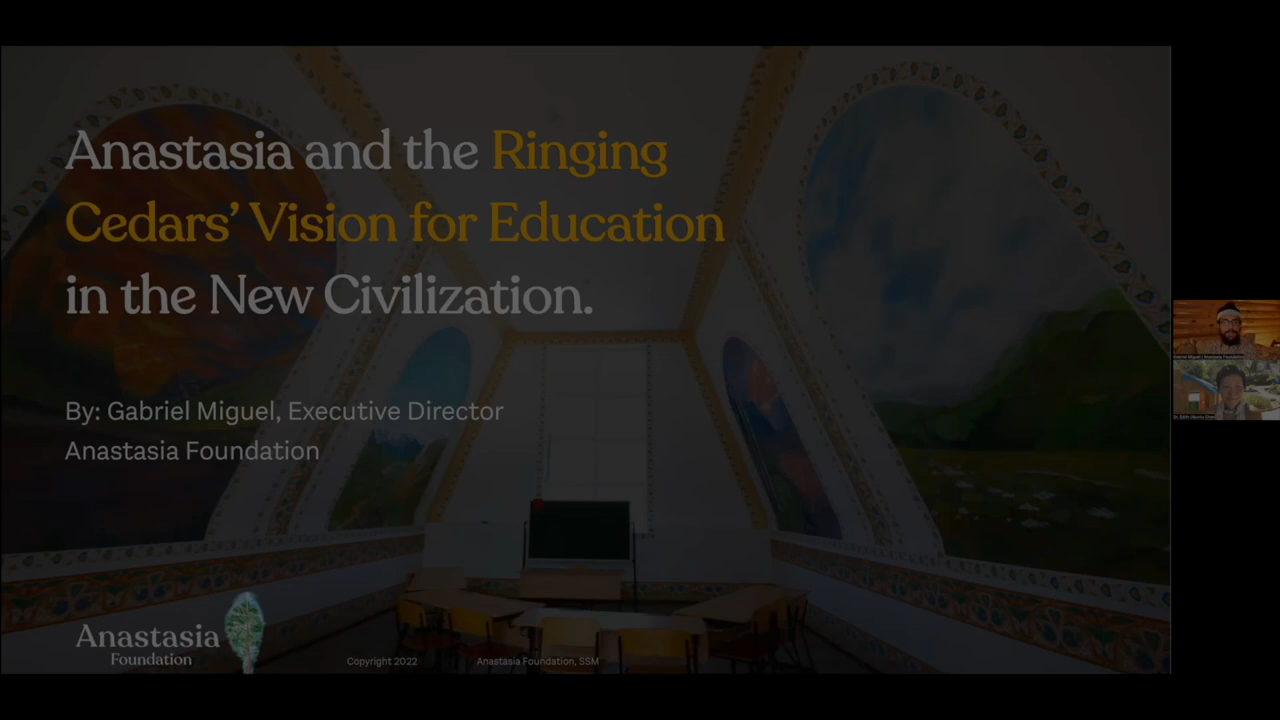 Anastasia and the Ringing
Cedars' Vision for Education
in the New Civilization.
By: Gabriel Miguel, Executive Director
Anastasia Foundation
Anastasia
Foundation
Copyright 2022
Anastasia Foundation, SSM